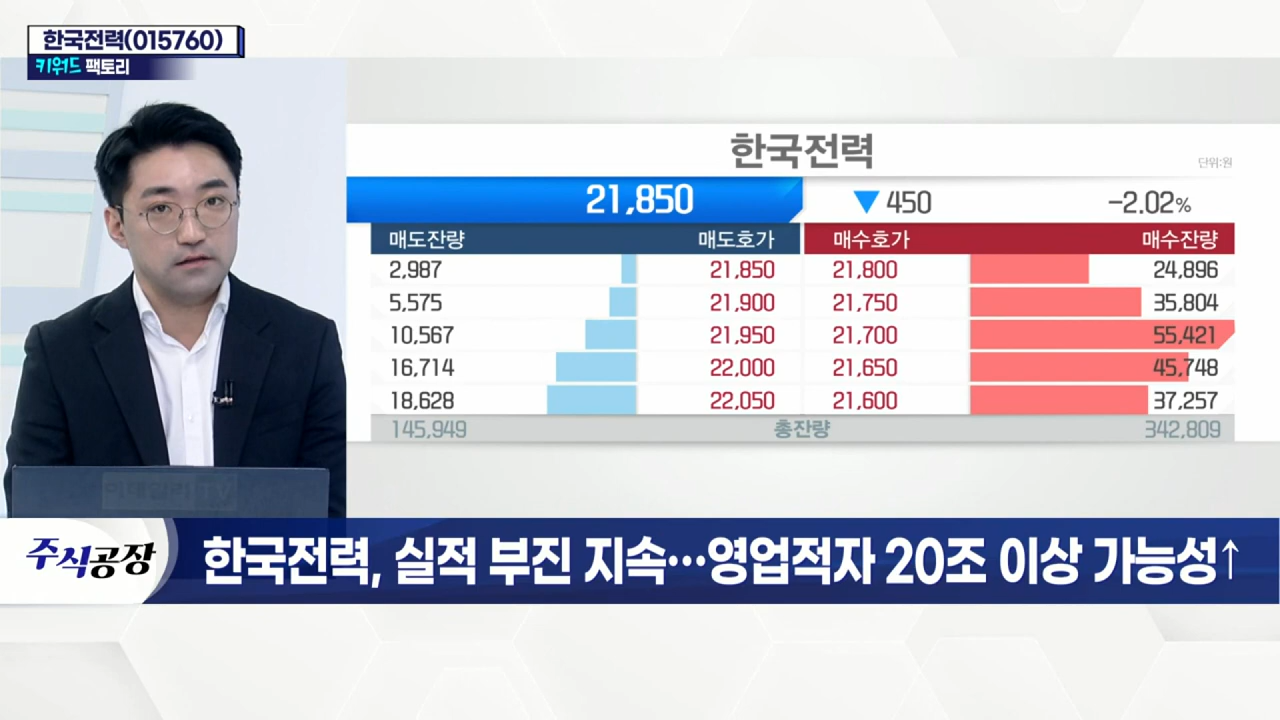 한국전력(015760)
키워드 팩토리
한국전력
단위:원
21,850 ▼ 450 -2.02%
매도잔량 매도호가 매수호가 매수잔량
2,987 21,850 21,800 24,896
5,575 21,900 21,750 35,804
10,567 21,950 21,700 55,421
16,714 22,000 21,650 45,748
18,628 22,050 21,600 37,257
145,949 총잔량 342,809
이데일리 TV
주식공장
한국전력, 실적 부진 지속…영업적자 20조 이상 가능성↑